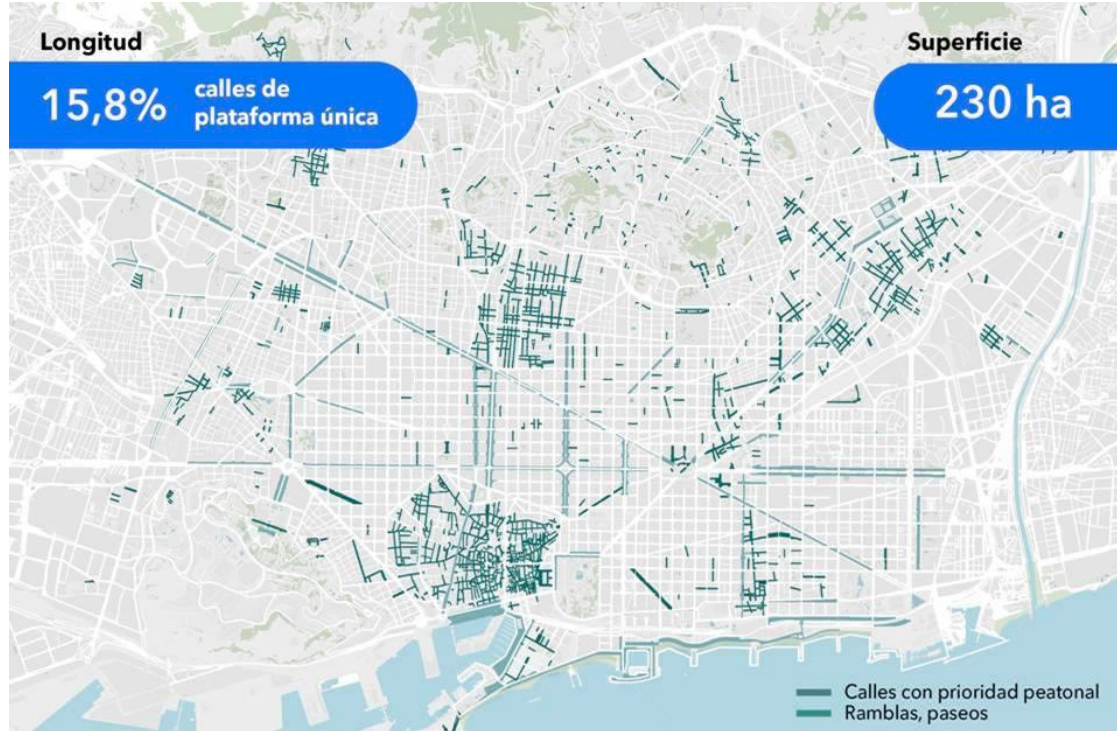 Longitud
15,8%
calles de
plataforma única
Superficie
230 ha
Calles con prioridad peatonal
Ramblas, paseos